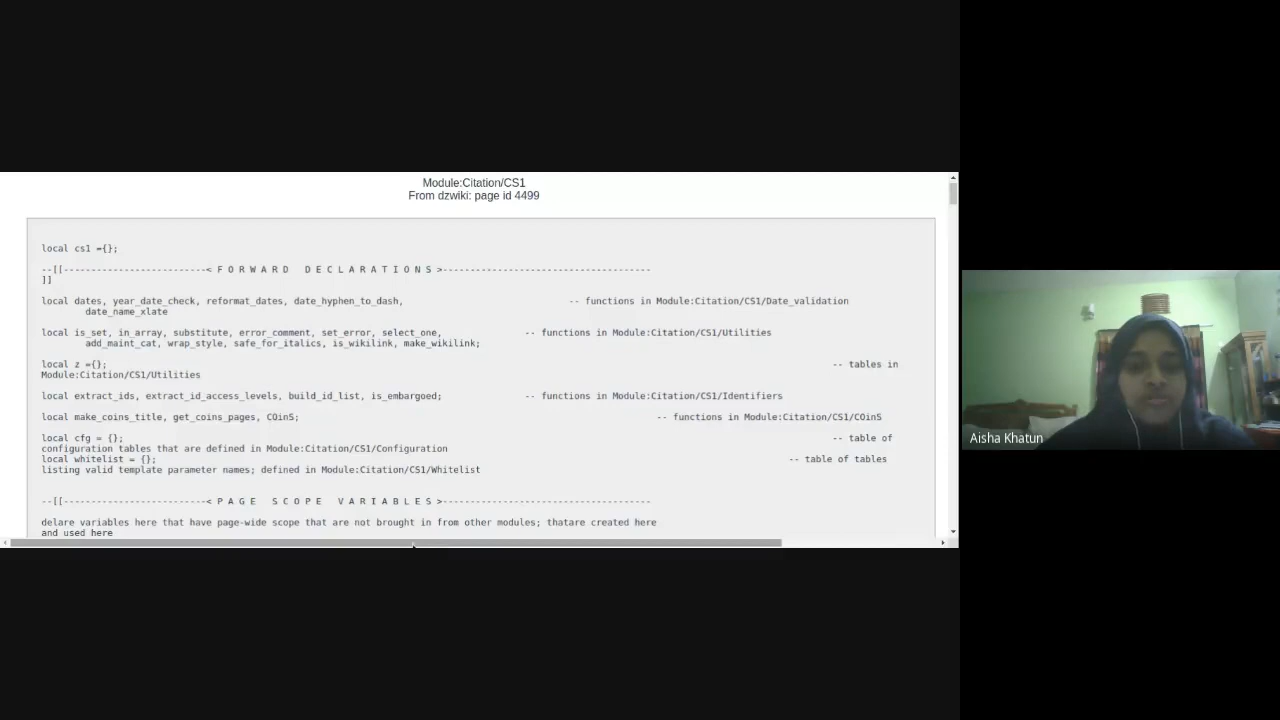 Module:Citation/CS1
From dzwiki: page id 4499
local cs1 ={};
--[[--------------------------< F O R W A R D   D E C L A R A T I O N S >--------------------------------------
]]
local dates, year_date_check, reformat_dates, date_hyphen_to_dash, -- functions in Module:Citation/CS1/Date_validation
date_name_xlate
local is_set, in_array, substitute, error_comment, set_error, select_one, -- functions in Module:Citation/CS1/Utilities
add_maint_cat, wrap_style, safe_for_italics, is_wikilink, make_wikilink;
local z ={}; -- tables in
Module:Citation/CS1/Utilities
local extract_ids, extract_id_access_levels, build_id_list, is_embargoed; -- functions in Module:Citation/CS1/Identifiers
local make_coins_title, get_coins_pages, COinS; -- functions in Module:Citation/CS1/COinS
local cfg = {}; -- table of
configuration tables that are defined in Module:Citation/CS1/Configuration
local whitelist = {}; -- table of tables
listing valid template parameter names; defined in Module:Citation/CS1/Whitelist
--[[--------------------------< P A G E   S C O P E   V A R I A B L E S >--------------------------------------
delare variables here that have page-wide scope that are not brought in from other modules; thatare created here
and used here
Aisha Khatun